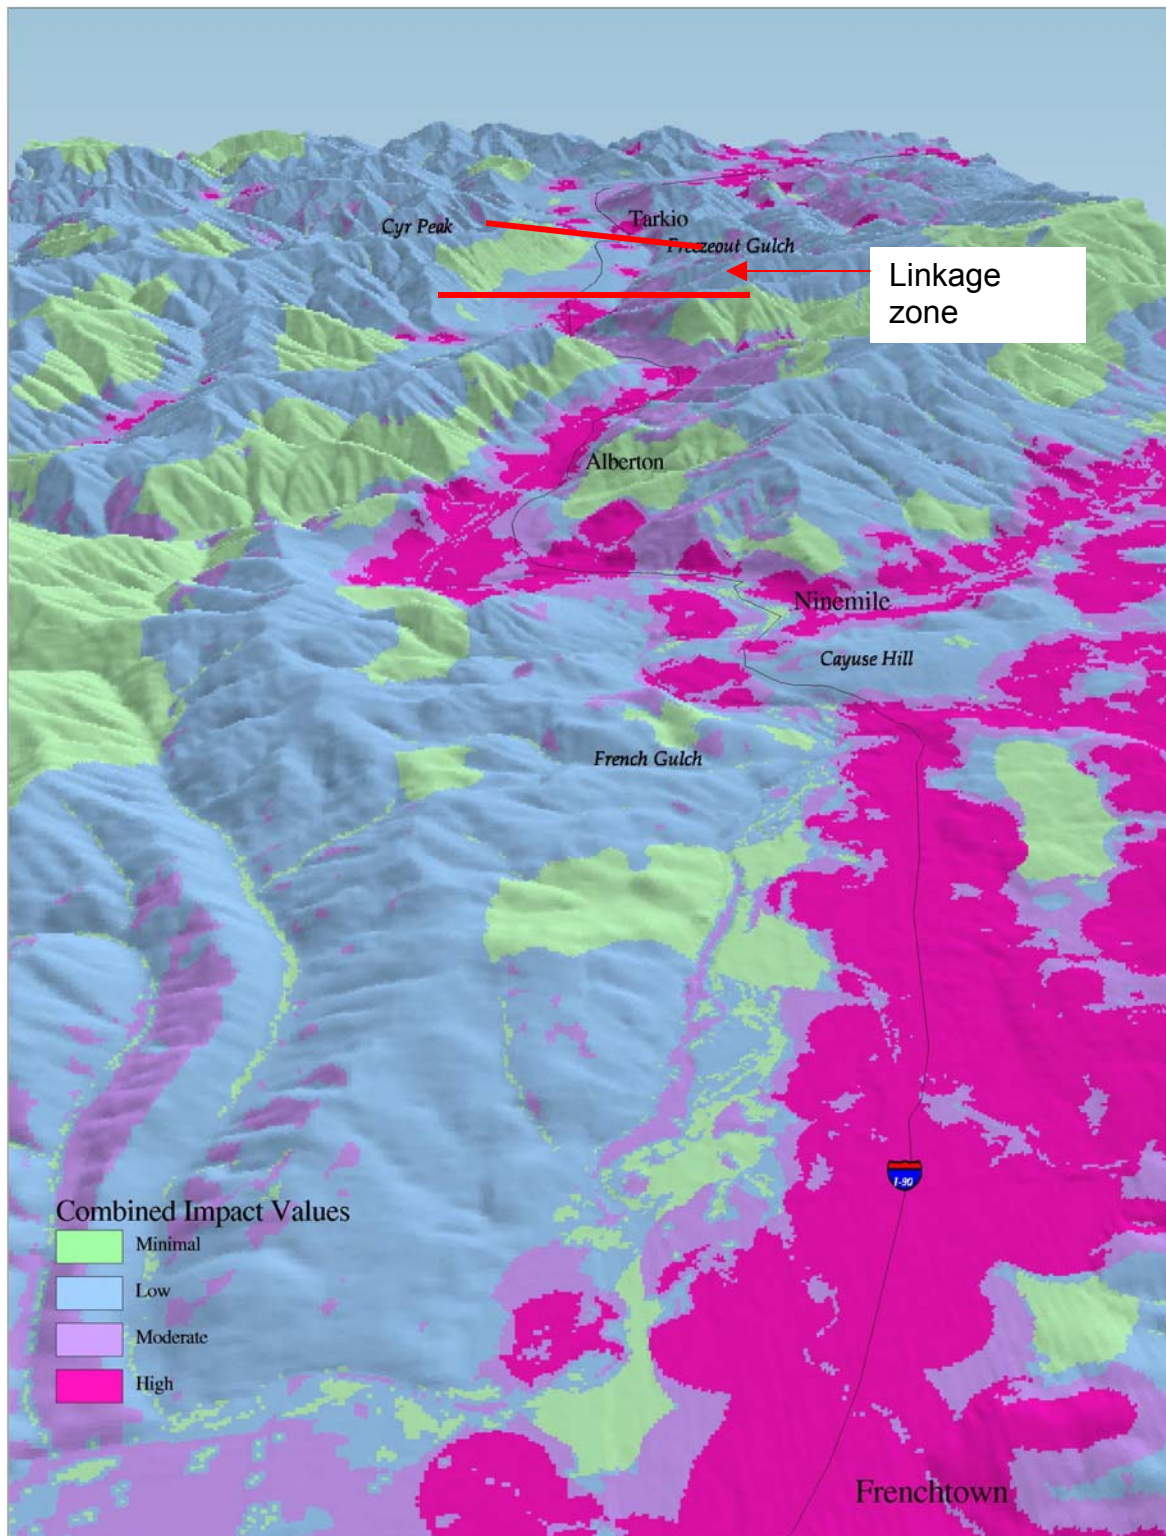 Cyr Peak
Tarkio
Freezeout Gulch
Linkage
zone
Alberton
Ninemile
Cayuse Hill
French Gulch
I-90
Combined Impact Values
Minimal
Low
Moderate
High
Frenchtown